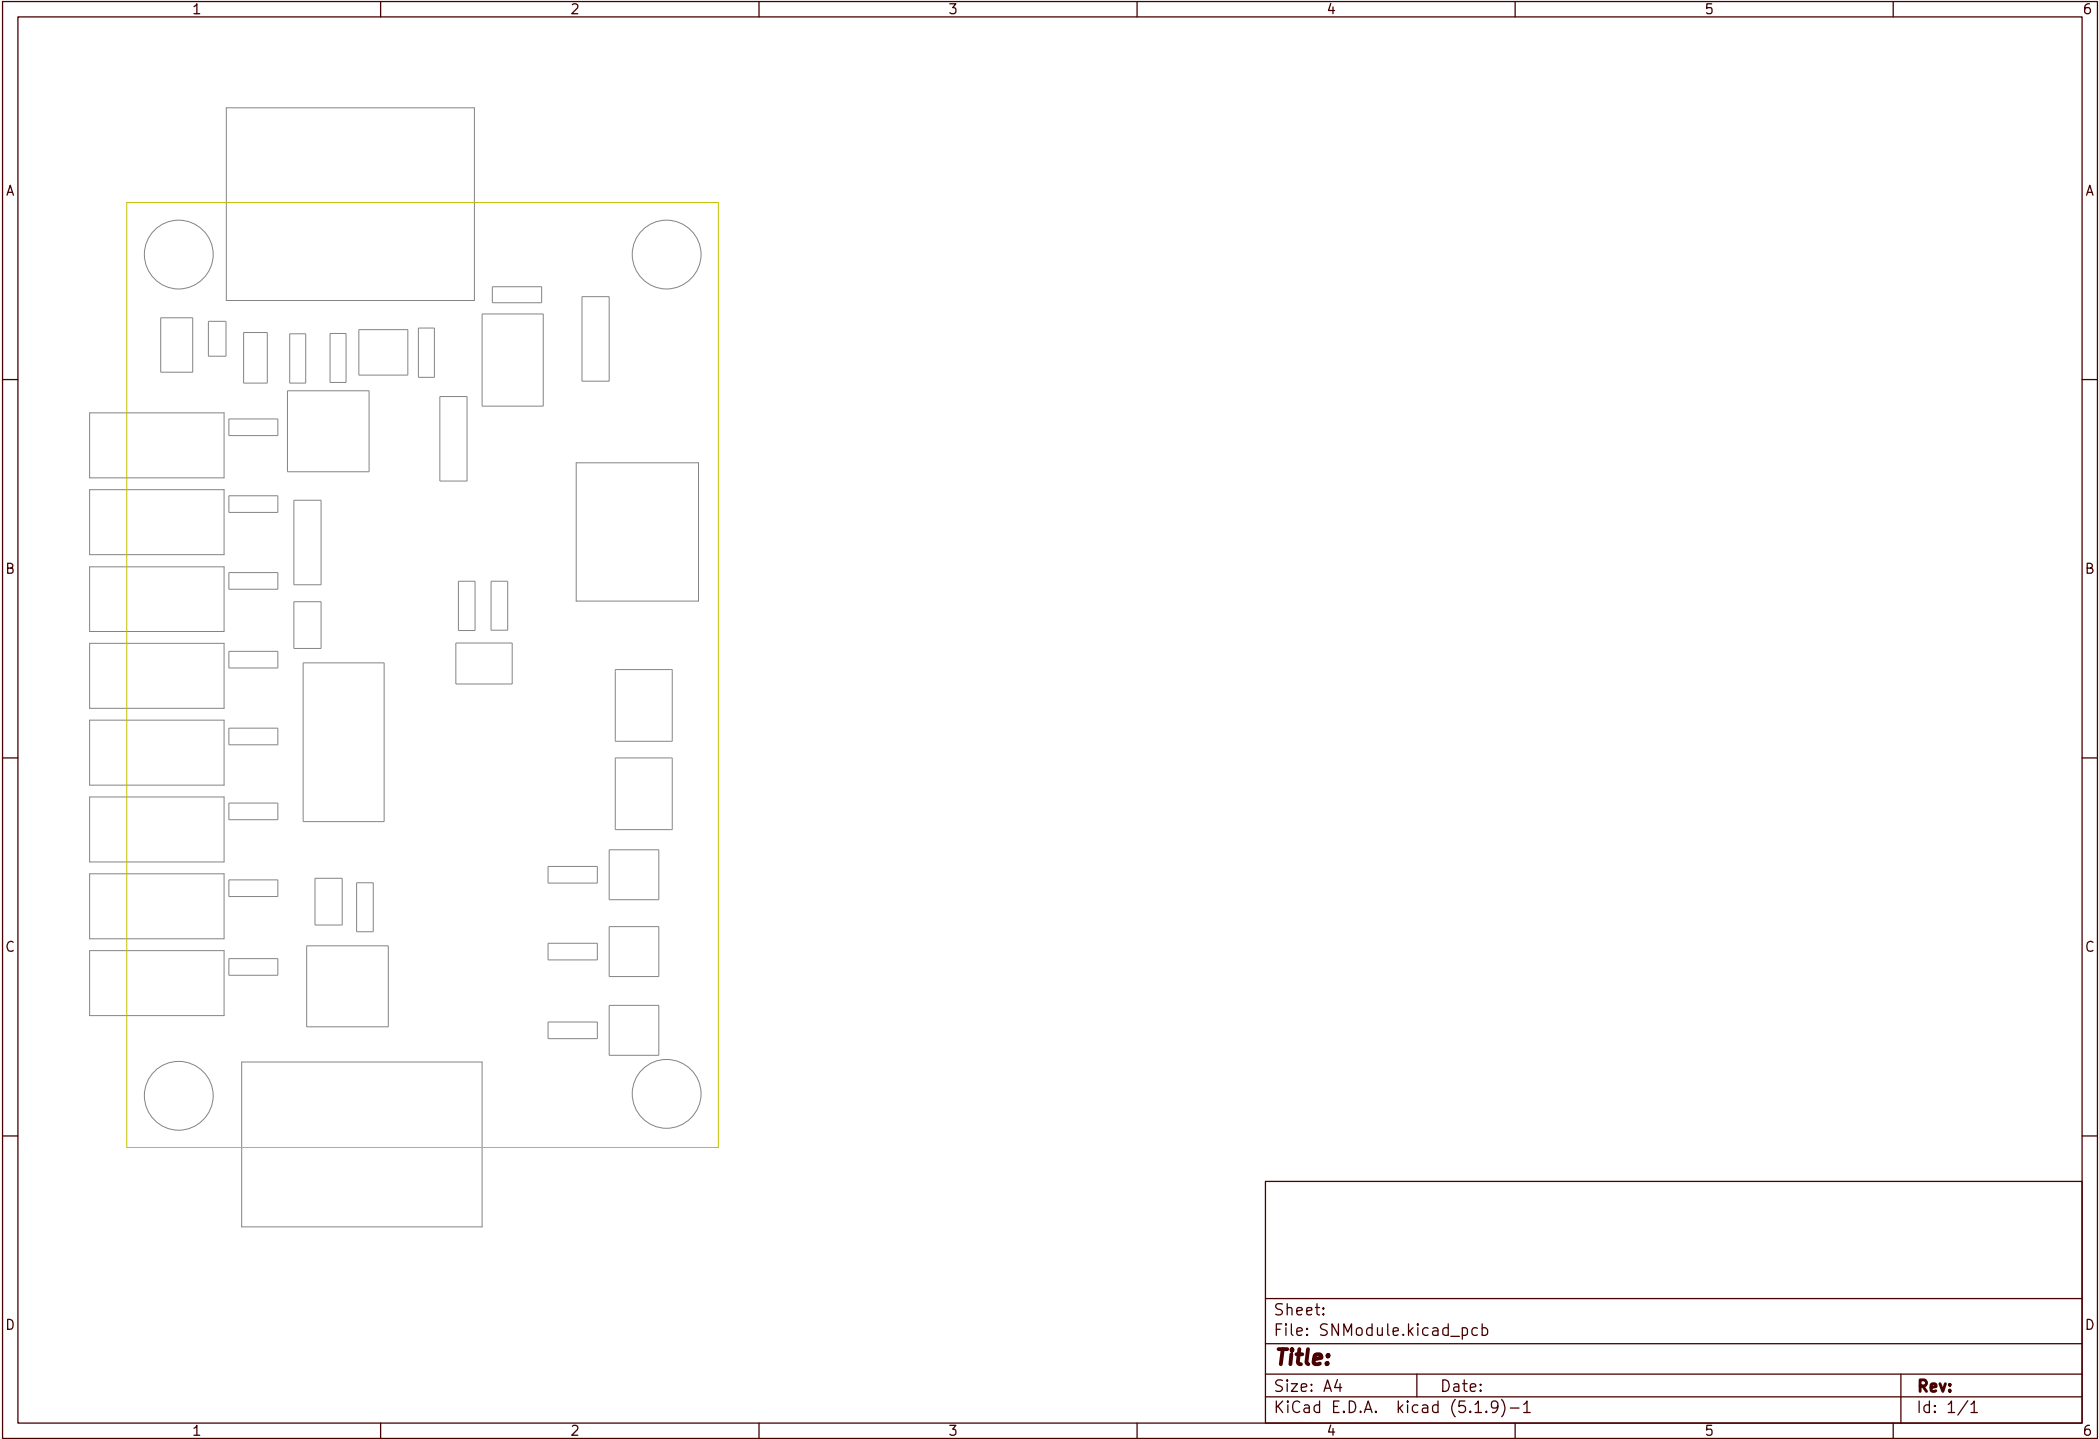 1 2 3 4 5 6
A A
B B
C C
D D
Sheet:
File: SNModule.kicad_pcb
Title:
Size: A4 Date: Rev:
KiCad E.D.A. kicad (5.1.9)-1 Id: 1/1
1 2 3 4 5 6